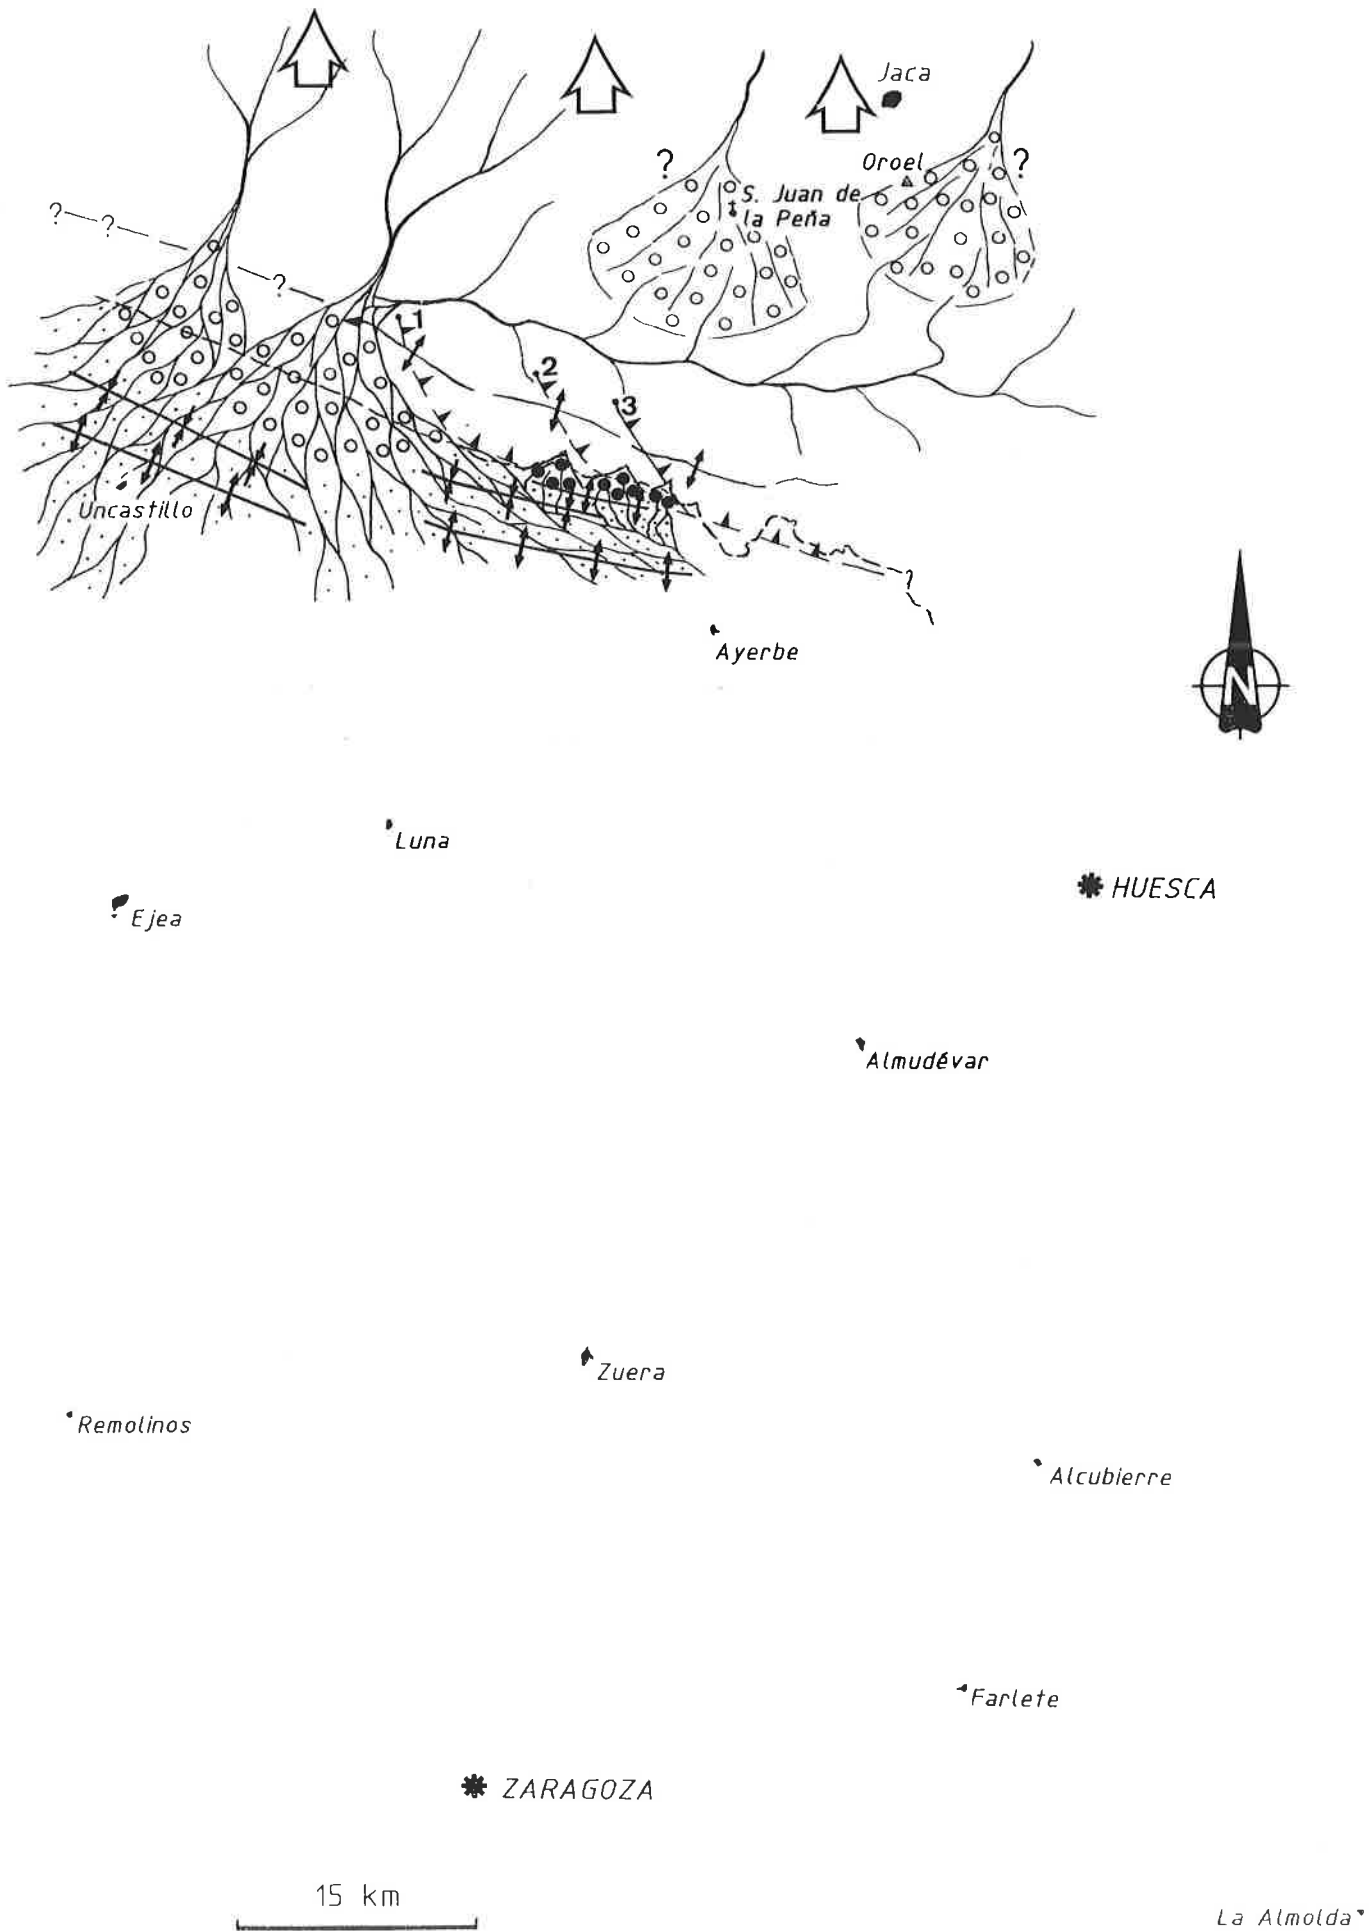 Jaca
?
Oroel
?
S. Juan de
la Peña
?
?
?
1
2
3
Uncastillo
Ayerbe
N
Luna
HUESCA
Ejea
Almudévar
Zuera
Remolinos
Alcubierre
Farlete
ZARAGOZA
15 km
La Almolda